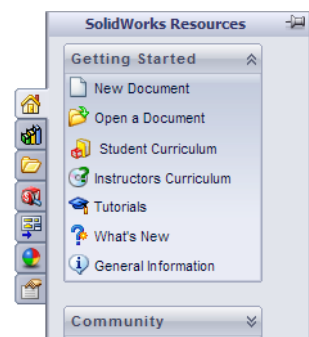 SolidWorks Resources
Getting Started
New Document
Open a Document
Student Curriculum
Instructors Curriculum
Tutorials
What's New
General Information
Community